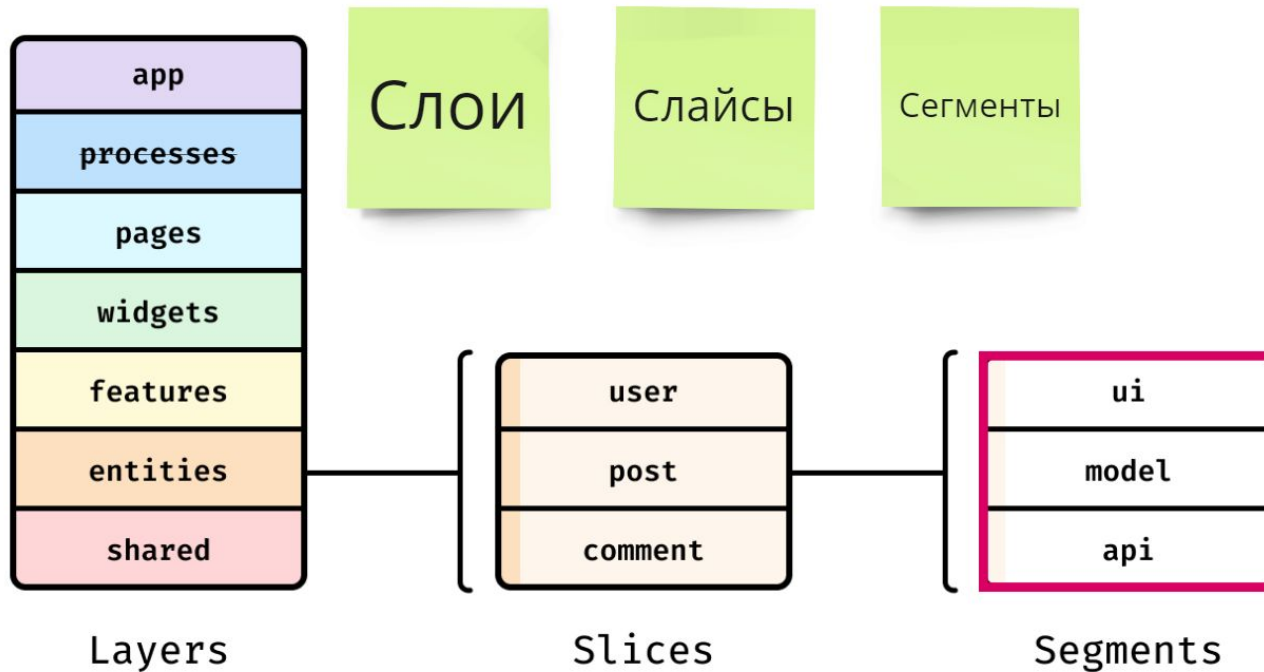 Слои
Слайсы
Сегменты
app
processes
pages
widgets
features
entities
shared
user
post
comment
ui
model
api
Layers
Slices
Segments